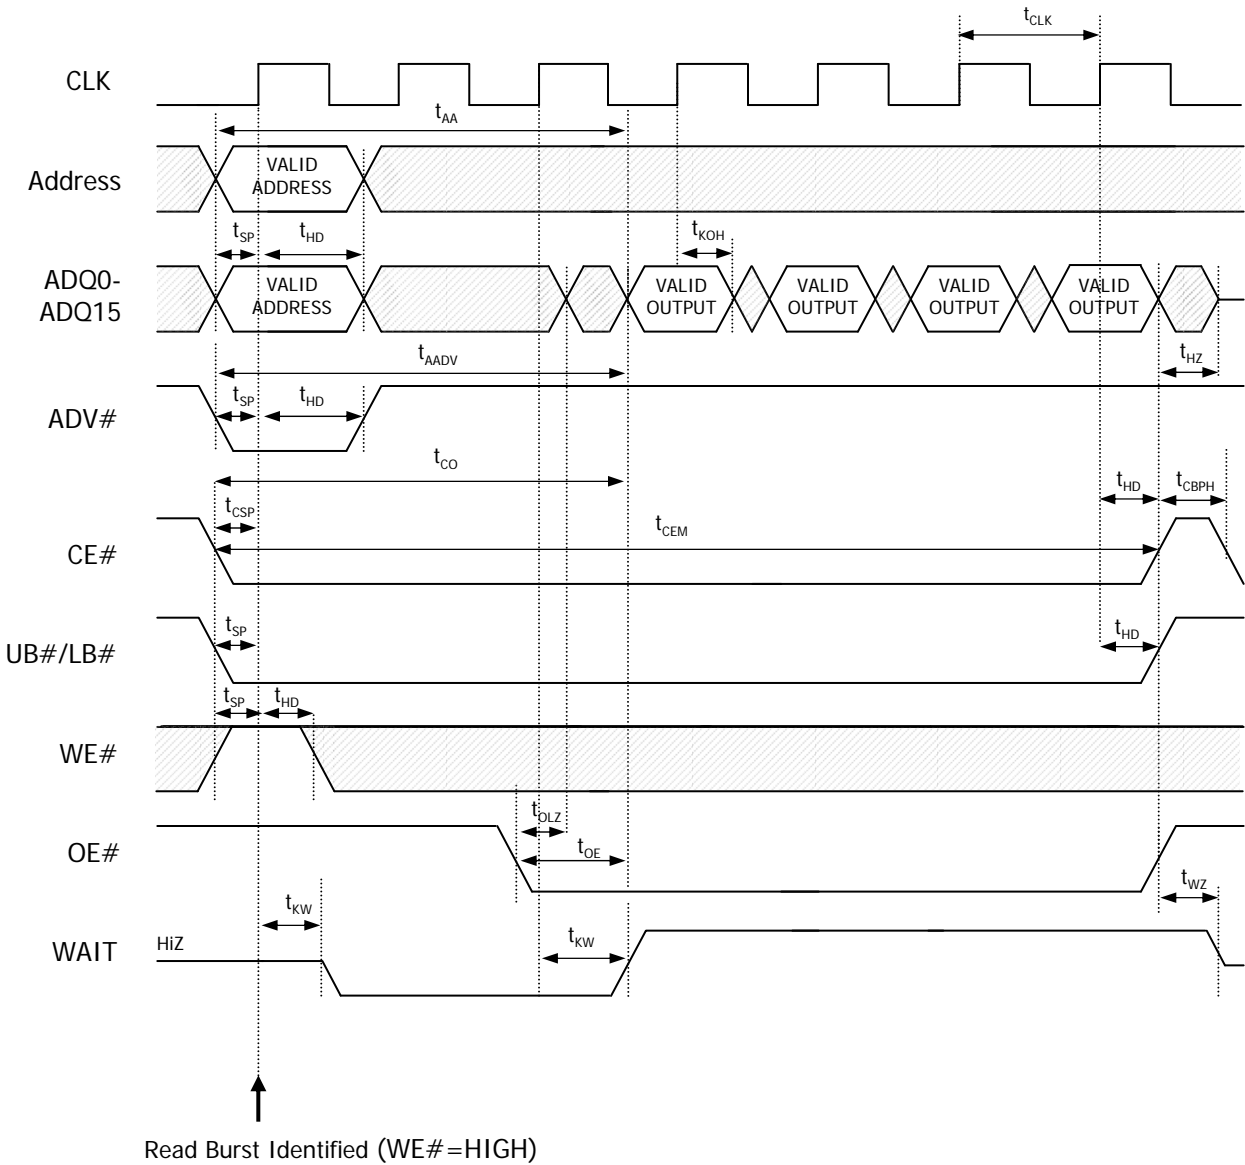 tCLK
CLK
tAA
Address
VALID
ADDRESS
tSP
tHD
tKOH
ADQ0-
ADQ15
VALID
ADDRESS
VALID
OUTPUT
VALID
OUTPUT
VALID
OUTPUT
VALID
OUTPUT
tAADV
tHZ
ADV#
tSP
tHD
tCO
tHD
tCBPH
tCSP
tCEM
CE#
UB#/LB#
tSP
tHD
tSP
tHD
WE#
tOLZ
OE#
tOE
tWZ
tKW
WAIT
HiZ
tKW
Read Burst Identified (WE#=HIGH)